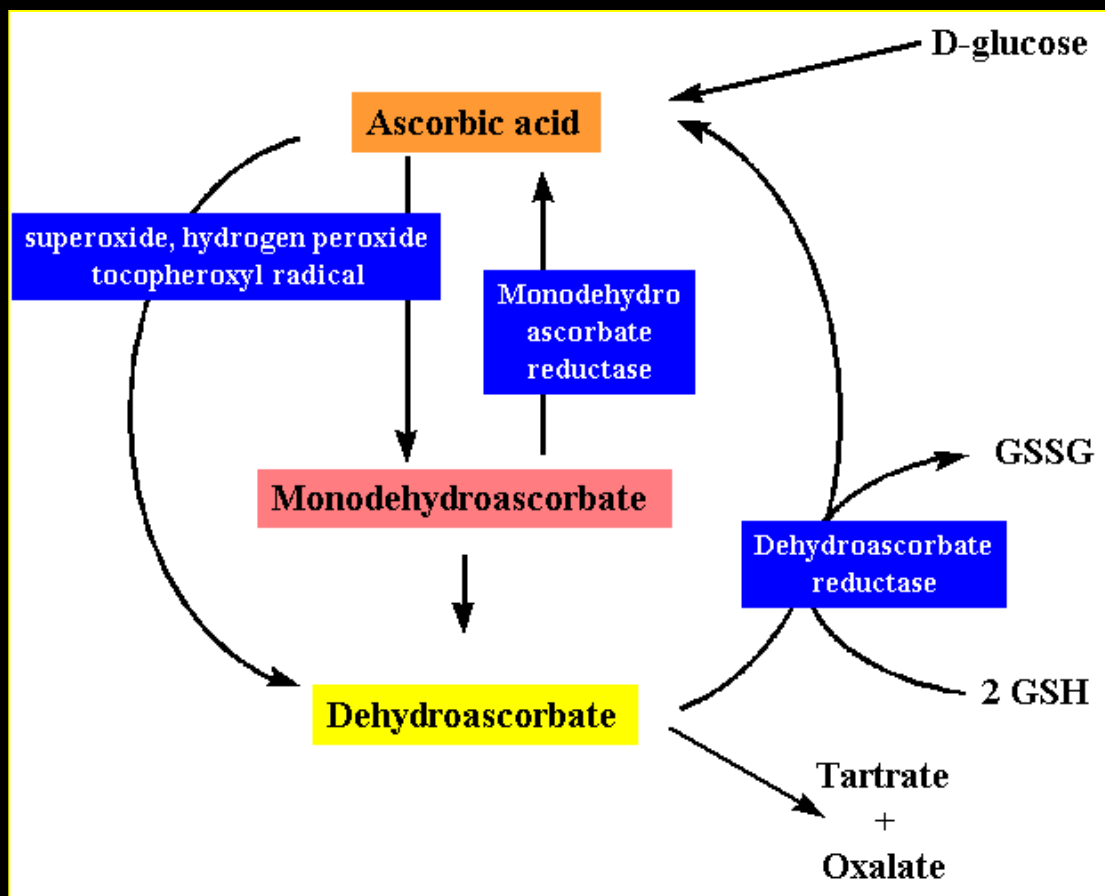 D-glucose
Ascorbic acid
superoxide, hydrogen peroxide
tocopheroxyl radical
Monodehydro
ascorbate
reductase
Monodehydroascorbate
GSSG
Dehydroascorbate
reductase
2 GSH
Dehydroascorbate
Tartrate
+
Oxalate